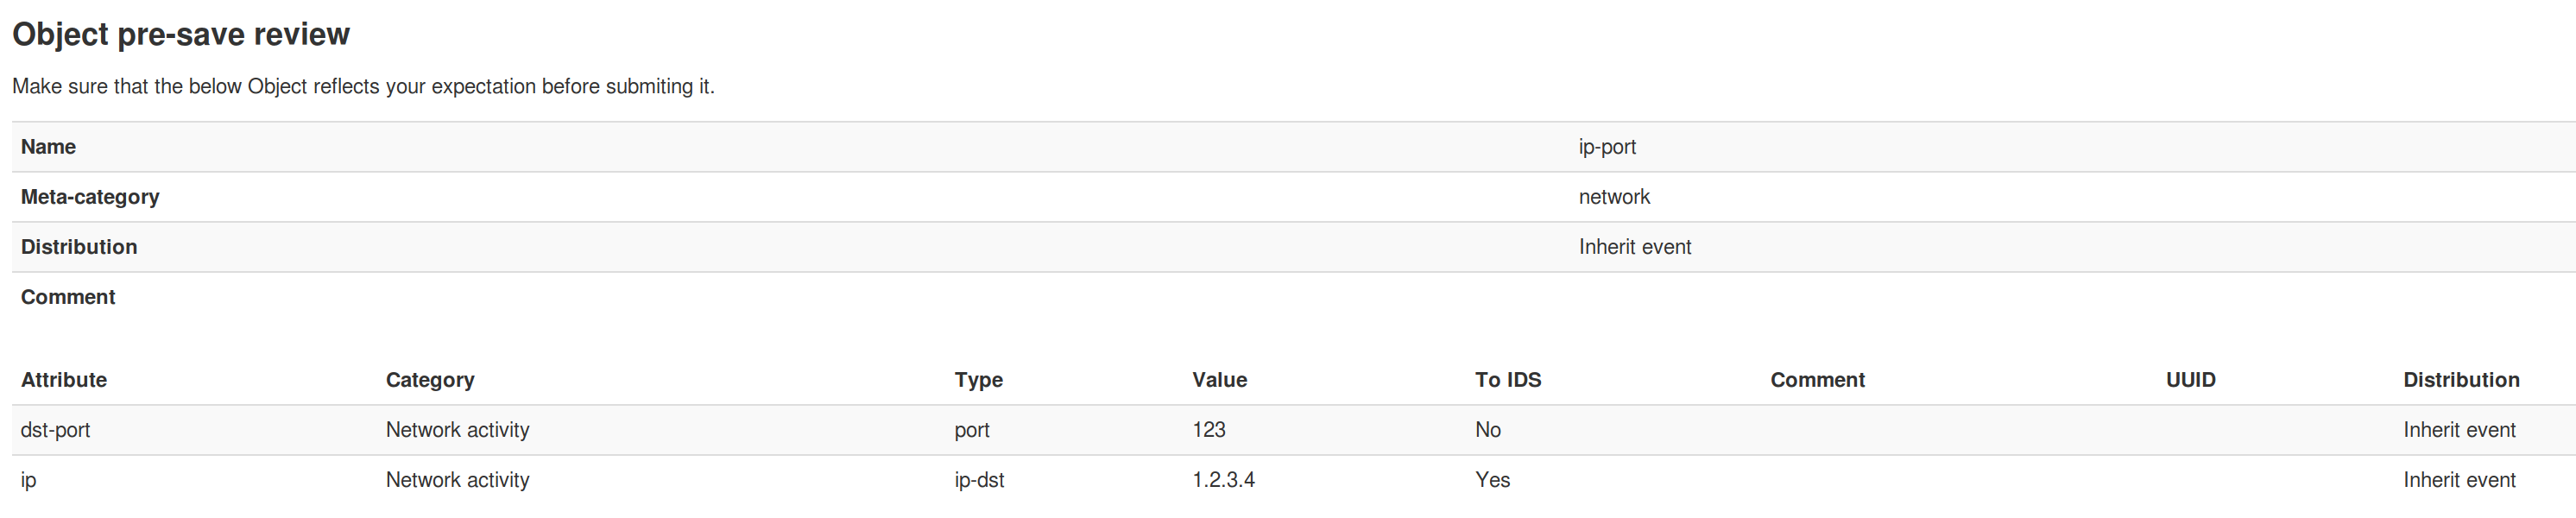 Object pre-save review
Make sure that the below Object reflects your expectation before submiting it.
Name ip-port
Meta-category network
Distribution Inherit event
Comment
Attribute Category Type Value To IDS Comment UUID Distribution
dst-port Network activity port 123 No Inherit event
ip Network activity ip-dst 1.2.3.4 Yes Inherit event